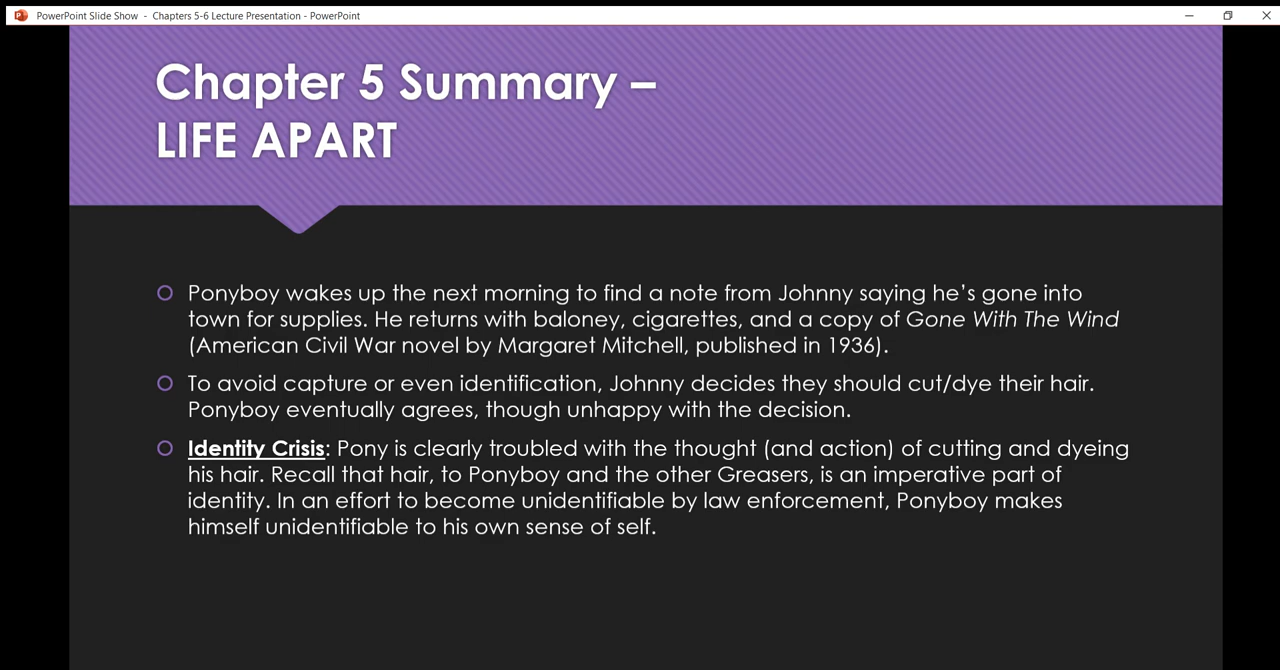 PowerPoint Slide Show - Chapters 5-6 Lecture Presentation - PowerPoint
Chapter 5 Summary –
LIFE APART
Ponyboy wakes up the next morning to find a note from Johnny saying he's gone into
town for supplies. He returns with baloney, cigarettes, and a copy of Gone With The Wind
(American Civil War novel by Margaret Mitchell, published in 1936).
To avoid capture or even identification, Johnny decides they should cut/dye their hair.
Ponyboy eventually agrees, though unhappy with the decision.
Identity Crisis: Pony is clearly troubled with the thought (and action) of cutting and dyeing
his hair. Recall that hair, to Ponyboy and the other Greasers, is an imperative part of
identity. In an effort to become unidentifiable by law enforcement, Ponyboy makes
himself unidentifiable to his own sense of self.